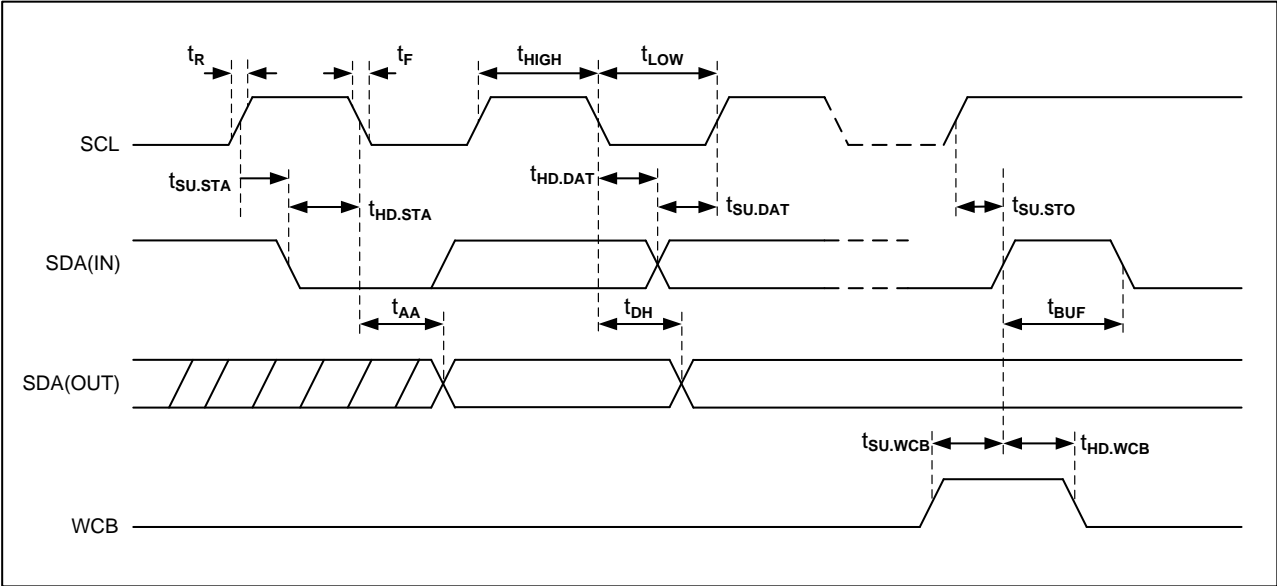 tR
tF
tHIGH
tLOW
SCL
tSU.STA
tHD.STA
tHD.DAT
tSU.DAT
tSU.STO
SDA(IN)
tAA
tDH
tBUF
SDA(OUT)
tSU.WCB
tHD.WCB
WCB